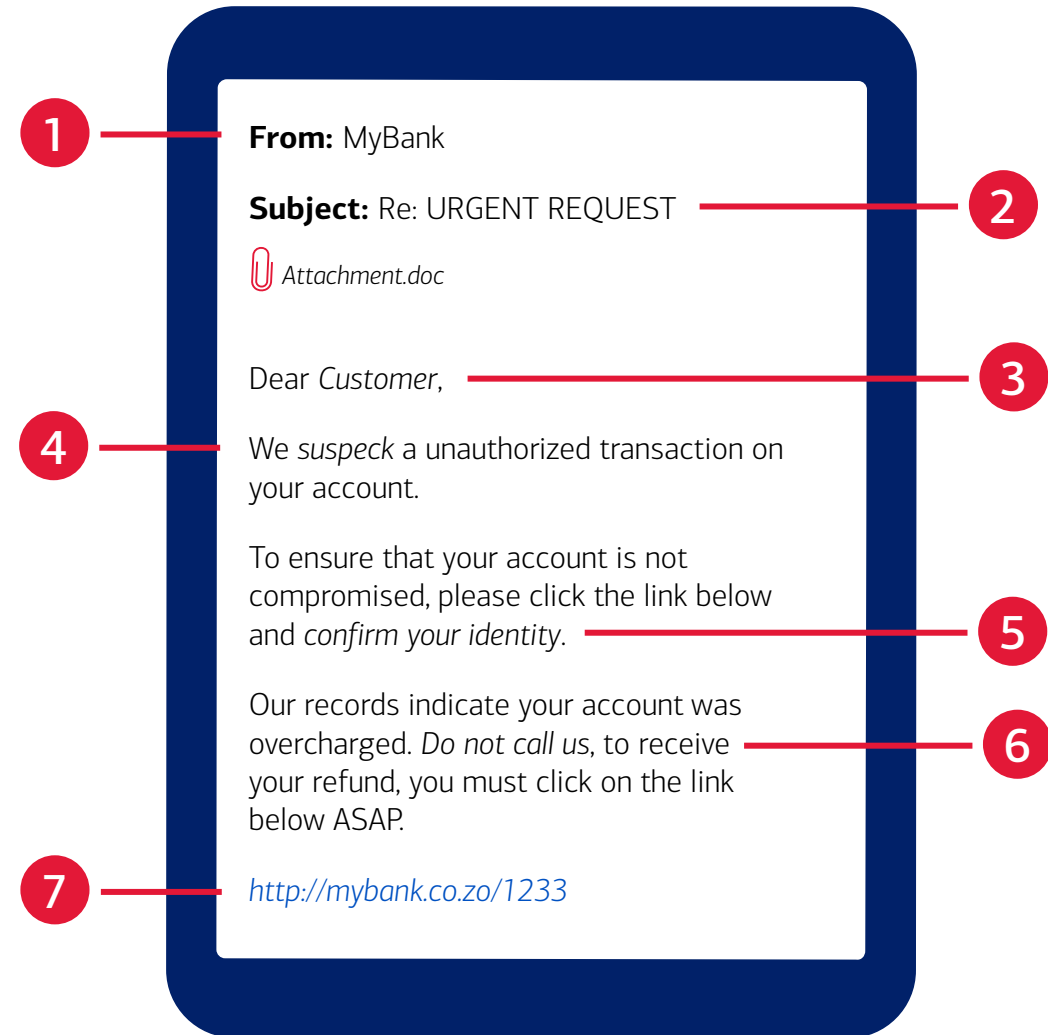 1
From: MyBank
Subject: Re: URGENT REQUEST
2
Attachment.doc
Dear Customer,
3
4
We suspeck a unauthorized transaction on
your account.
To ensure that your account is not
compromised, please click the link below
and confirm your identity.
5
Our records indicate your account was
overcharged. Do not call us, to receive
6
your refund, you must click on the link
below ASAP.
7
http://mybank.co.zo/1233